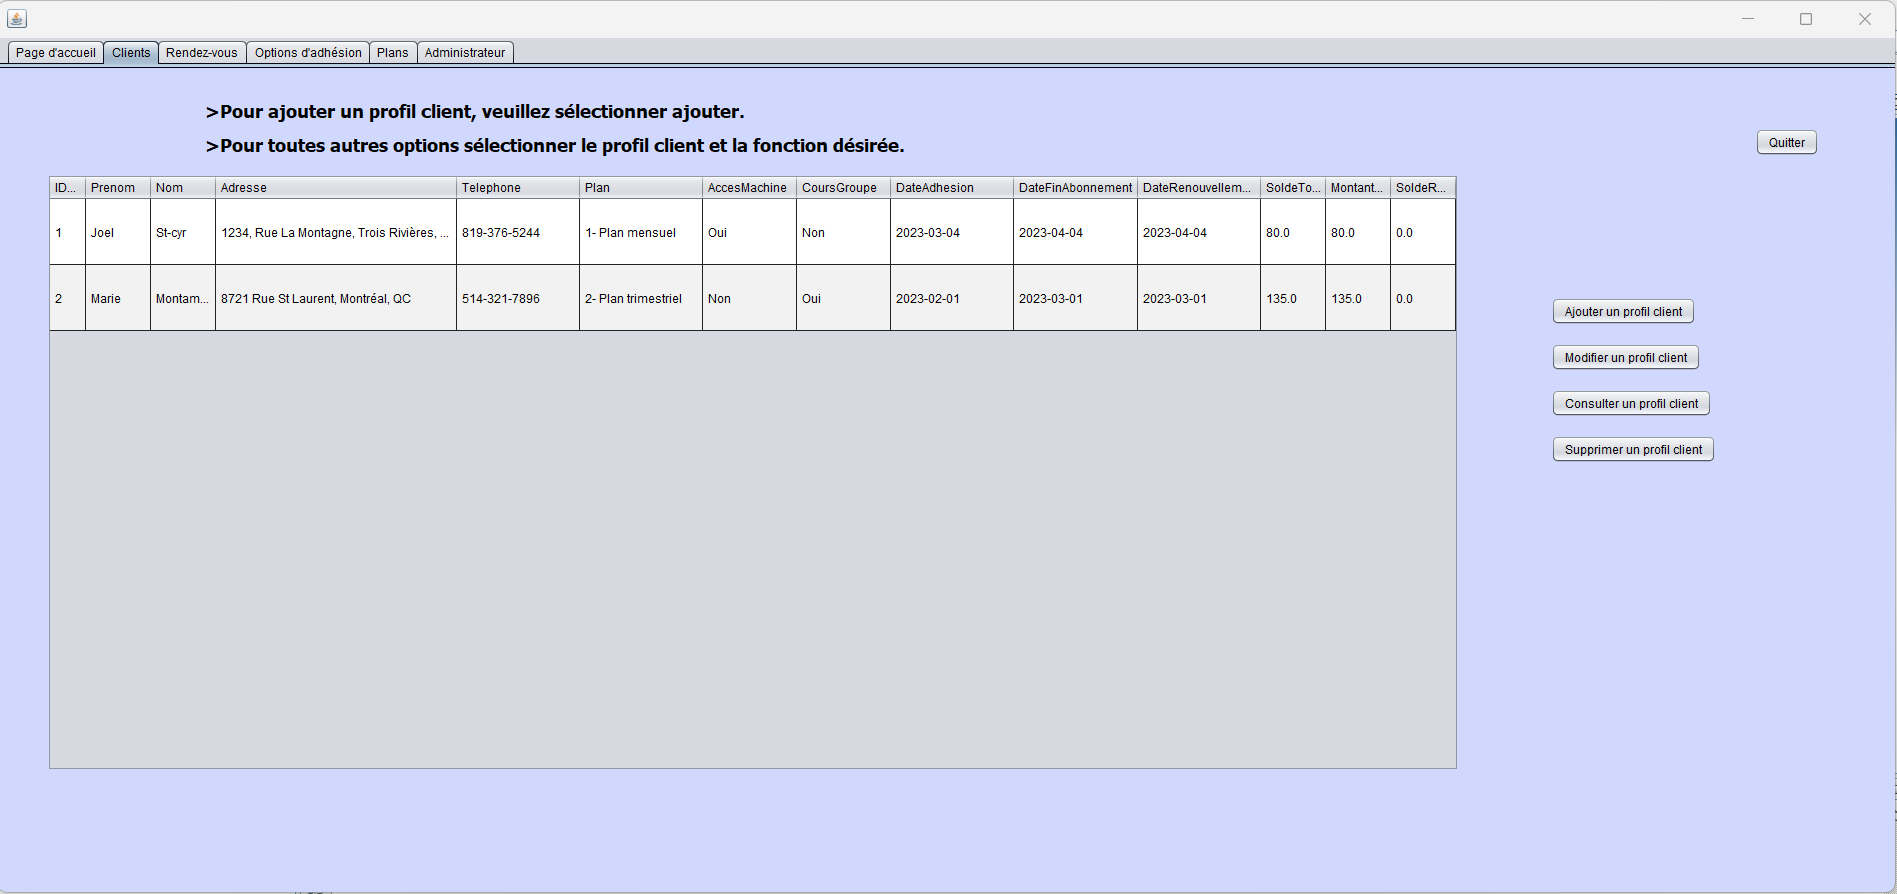 Page d'accueil Clients Rendez-vous Options d'adhésion Plans Administrateur
>Pour ajouter un profil client, veuillez sélectionner ajouter.
>Pour toutes autres options sélectionner le profil client et la fonction désirée.
Quitter
ID... Prenom Nom Adresse Telephone Plan AccesMachine CoursGroupe DateAdhesion DateFinAbonnement DateRenouvellem... SoldeTo... Montant... SoldeR...
1 Joel St-cyr 1234, Rue La Montagne, Trois Rivières, ... 819-376-5244 1- Plan mensuel Oui Non 2023-03-04 2023-04-04 2023-04-04 80.0 80.0 0.0
2 Marie Montam... 8721 Rue St Laurent, Montréal, QC 514-321-7896 2- Plan trimestriel Non Oui 2023-02-01 2023-03-01 2023-03-01 135.0 135.0 0.0
Ajouter un profil client
Modifier un profil client
Consulter un profil client
Supprimer un profil client